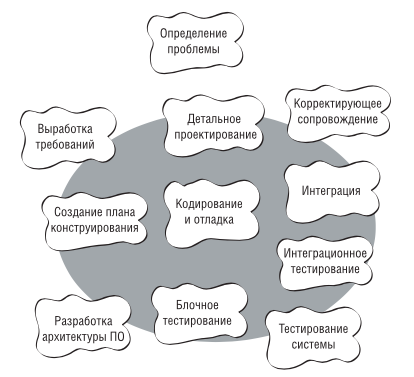 Определение
проблемы
Корректирующее
сопровождение
Детальное
проектирование
Выработка
требований
Интеграция
Кодирование
и отладка
Создание плана
конструирования
Интеграционное
тестирование
Блочное
тестирование
Разработка
архитектуры ПО
Тестирование
системы